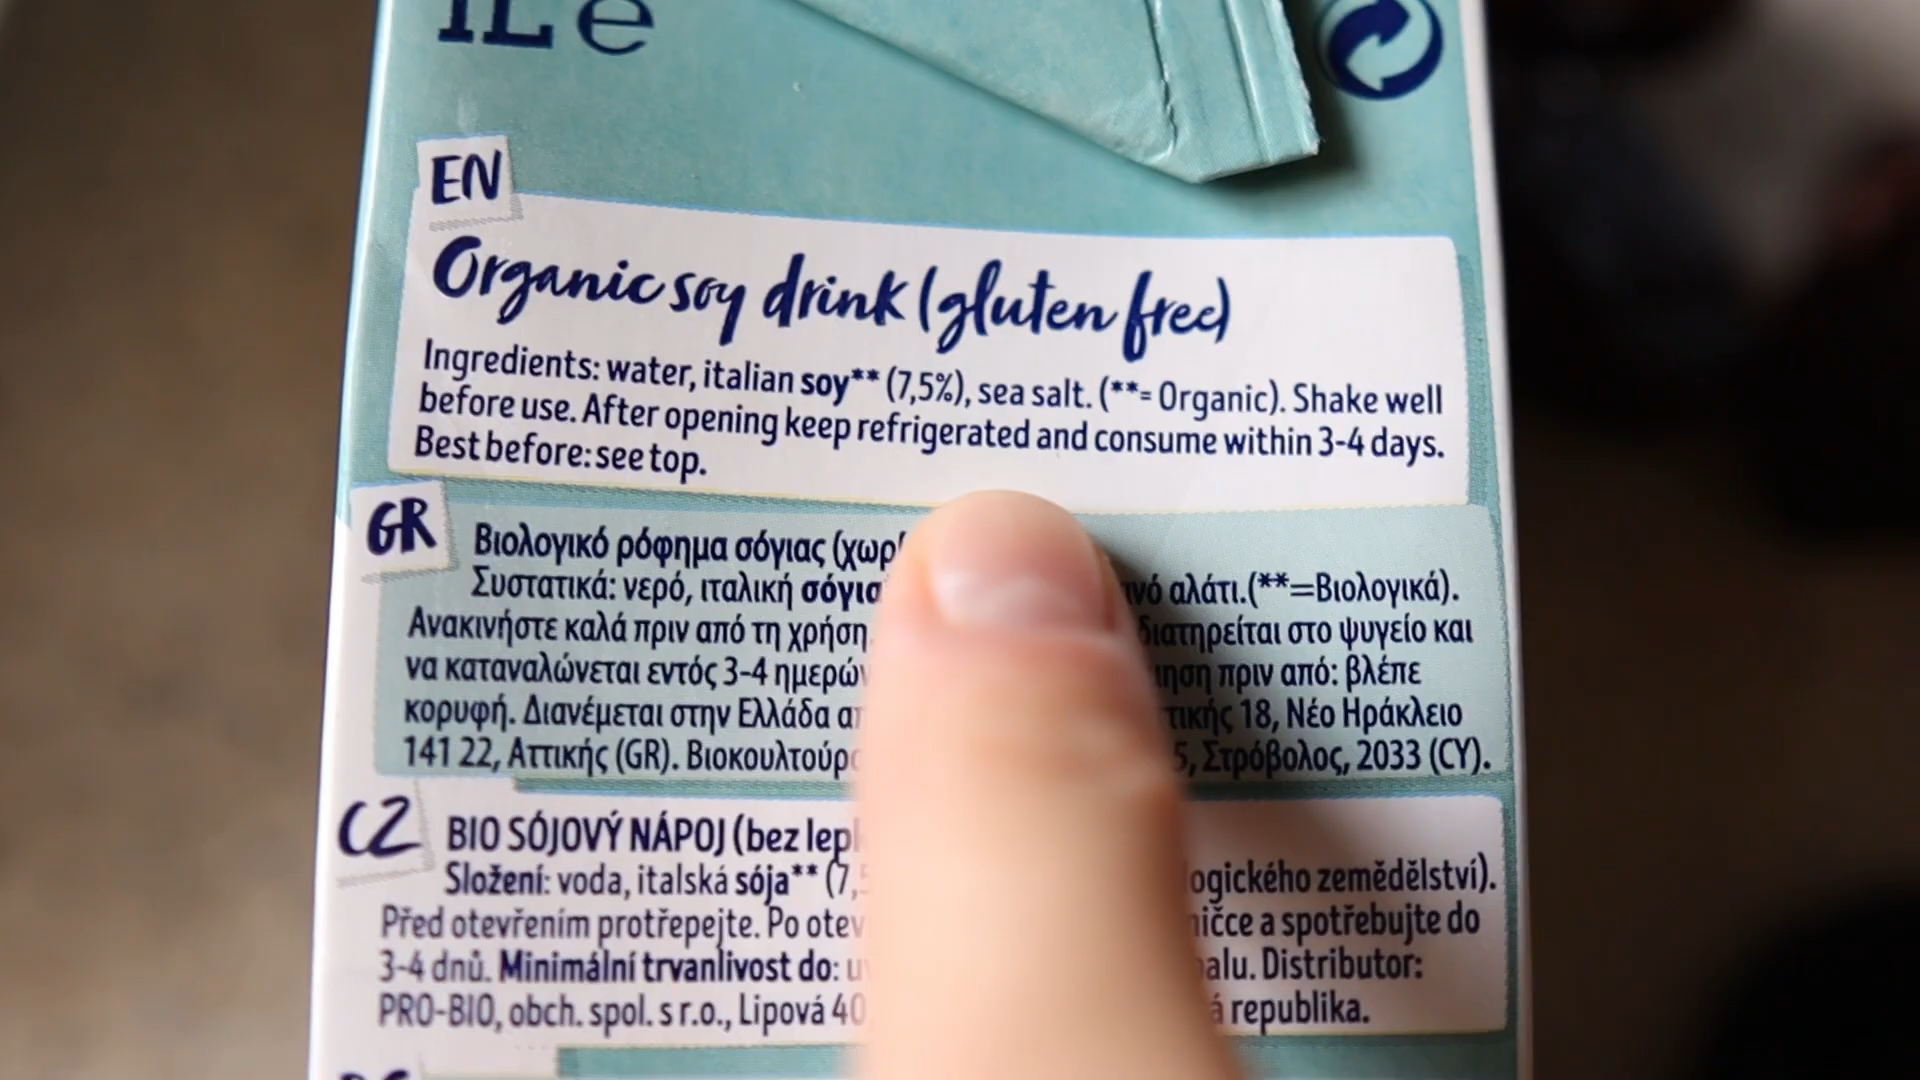 1L e
EN
Organic soy drink (gluten free)
Ingredients: water, italian soy** (7,5%), sea salt. (**= Organic). Shake well
before use. After opening keep refrigerated and consume within 3-4 days.
Best before: see top.
GR
Βιολογικό ρόφημα σόγιας
Συστατικά: νερό, ιταλική αλάτι.(**=Βιολογικά).
Ανακινήστε καλά πριν από τη χρήση στο ψυγείο και
να καταναλώνεται εντός 3-4 πριν από: βλέπε
κορυφή. Διανέμεται στην Ελλάδα 18, Νέο Ηράκλειο
141 22, Αττικής (GR). Στρόβολος, 2033 (CY).
CZ
BIO SÓJOVÝ NÁPOJ (bez
Složení: voda, italská sója** zemědělství).
Před otevřením protřepejte. Po a spotřebujte do
3-4 dnů. Minimální trvanlivost do: Distributor:
PRO-BIO, obch. spol. s r.o., Lipová republika.